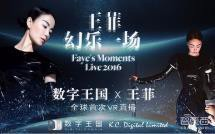 王菲
幻乐一场
Faye's Moments
Live 2016
数字王国 X 王菲
全球首次VR直播
数字王国 K.C. Digital limited